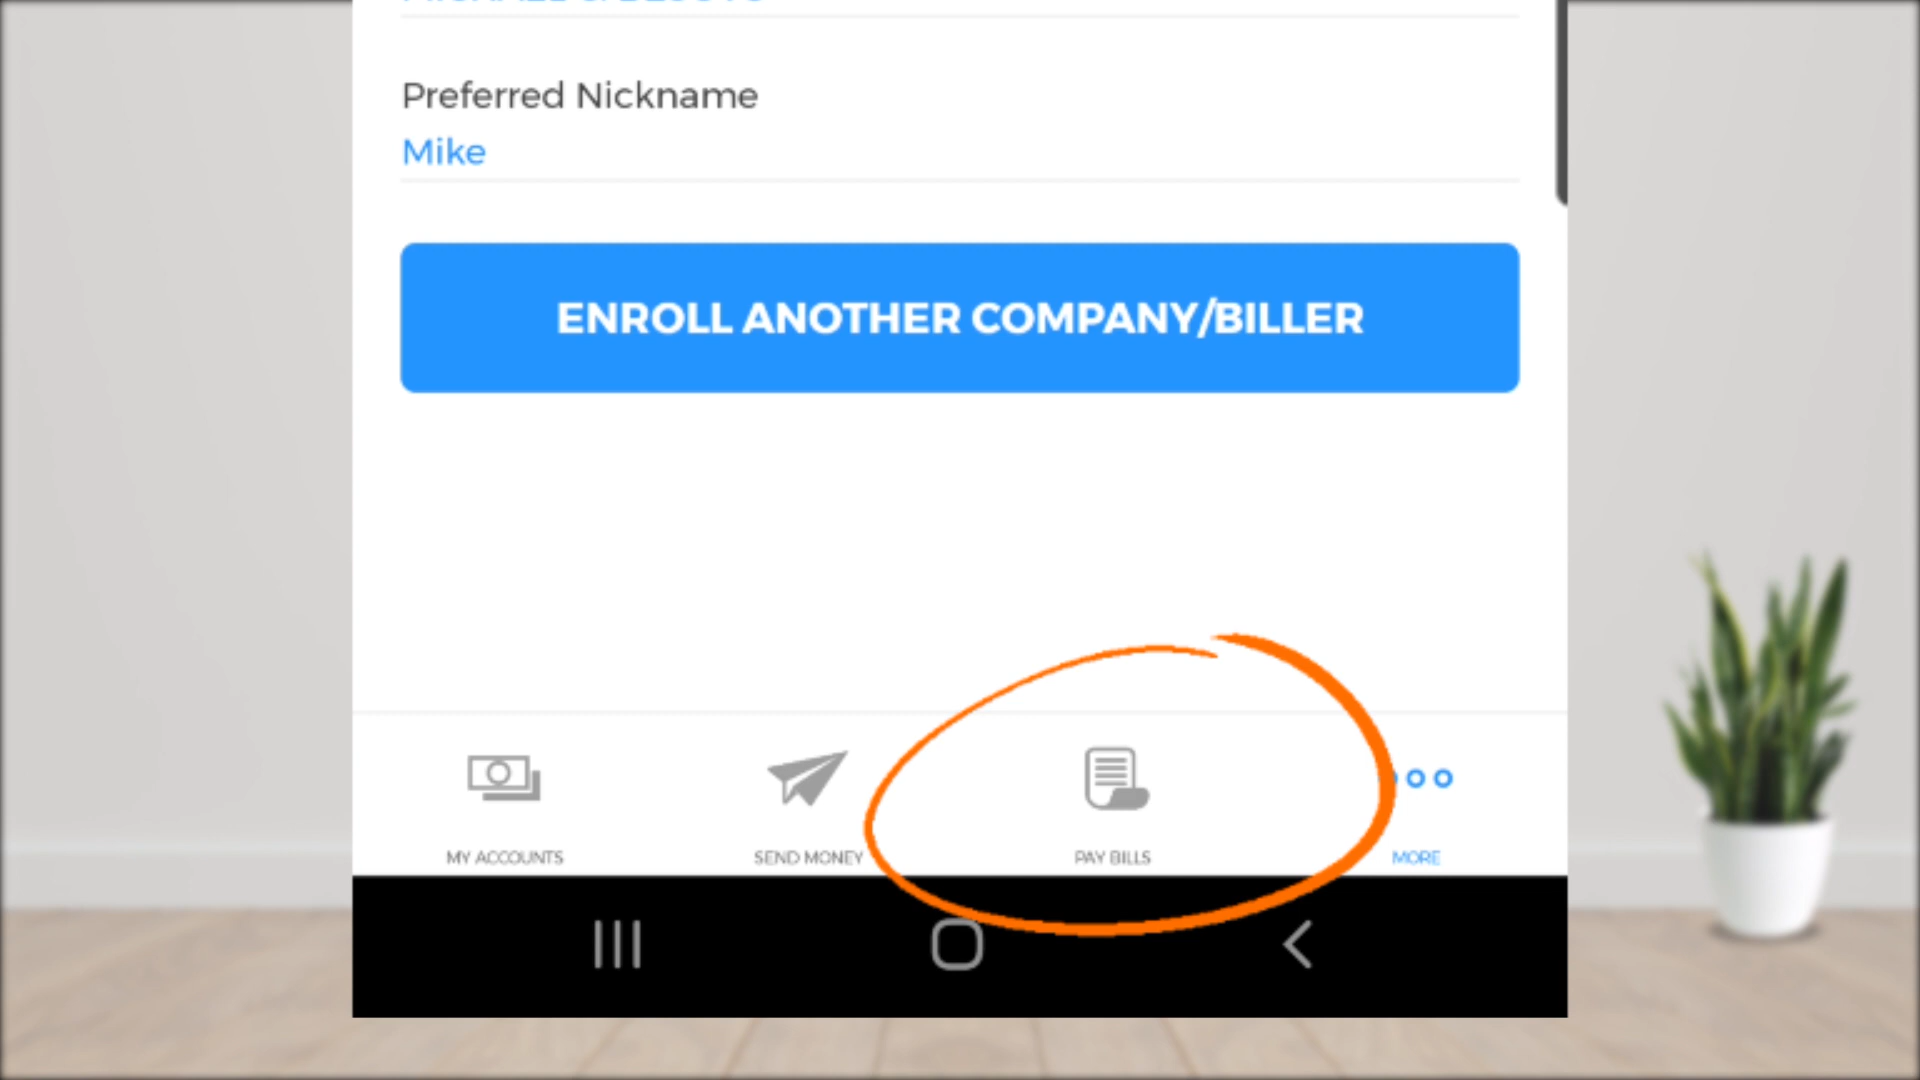 Preferred Nickname
Mike
ENROLL ANOTHER COMPANY/BILLER
MY ACCOUNTS
SEND MONEY
PAY BILLS
MORE